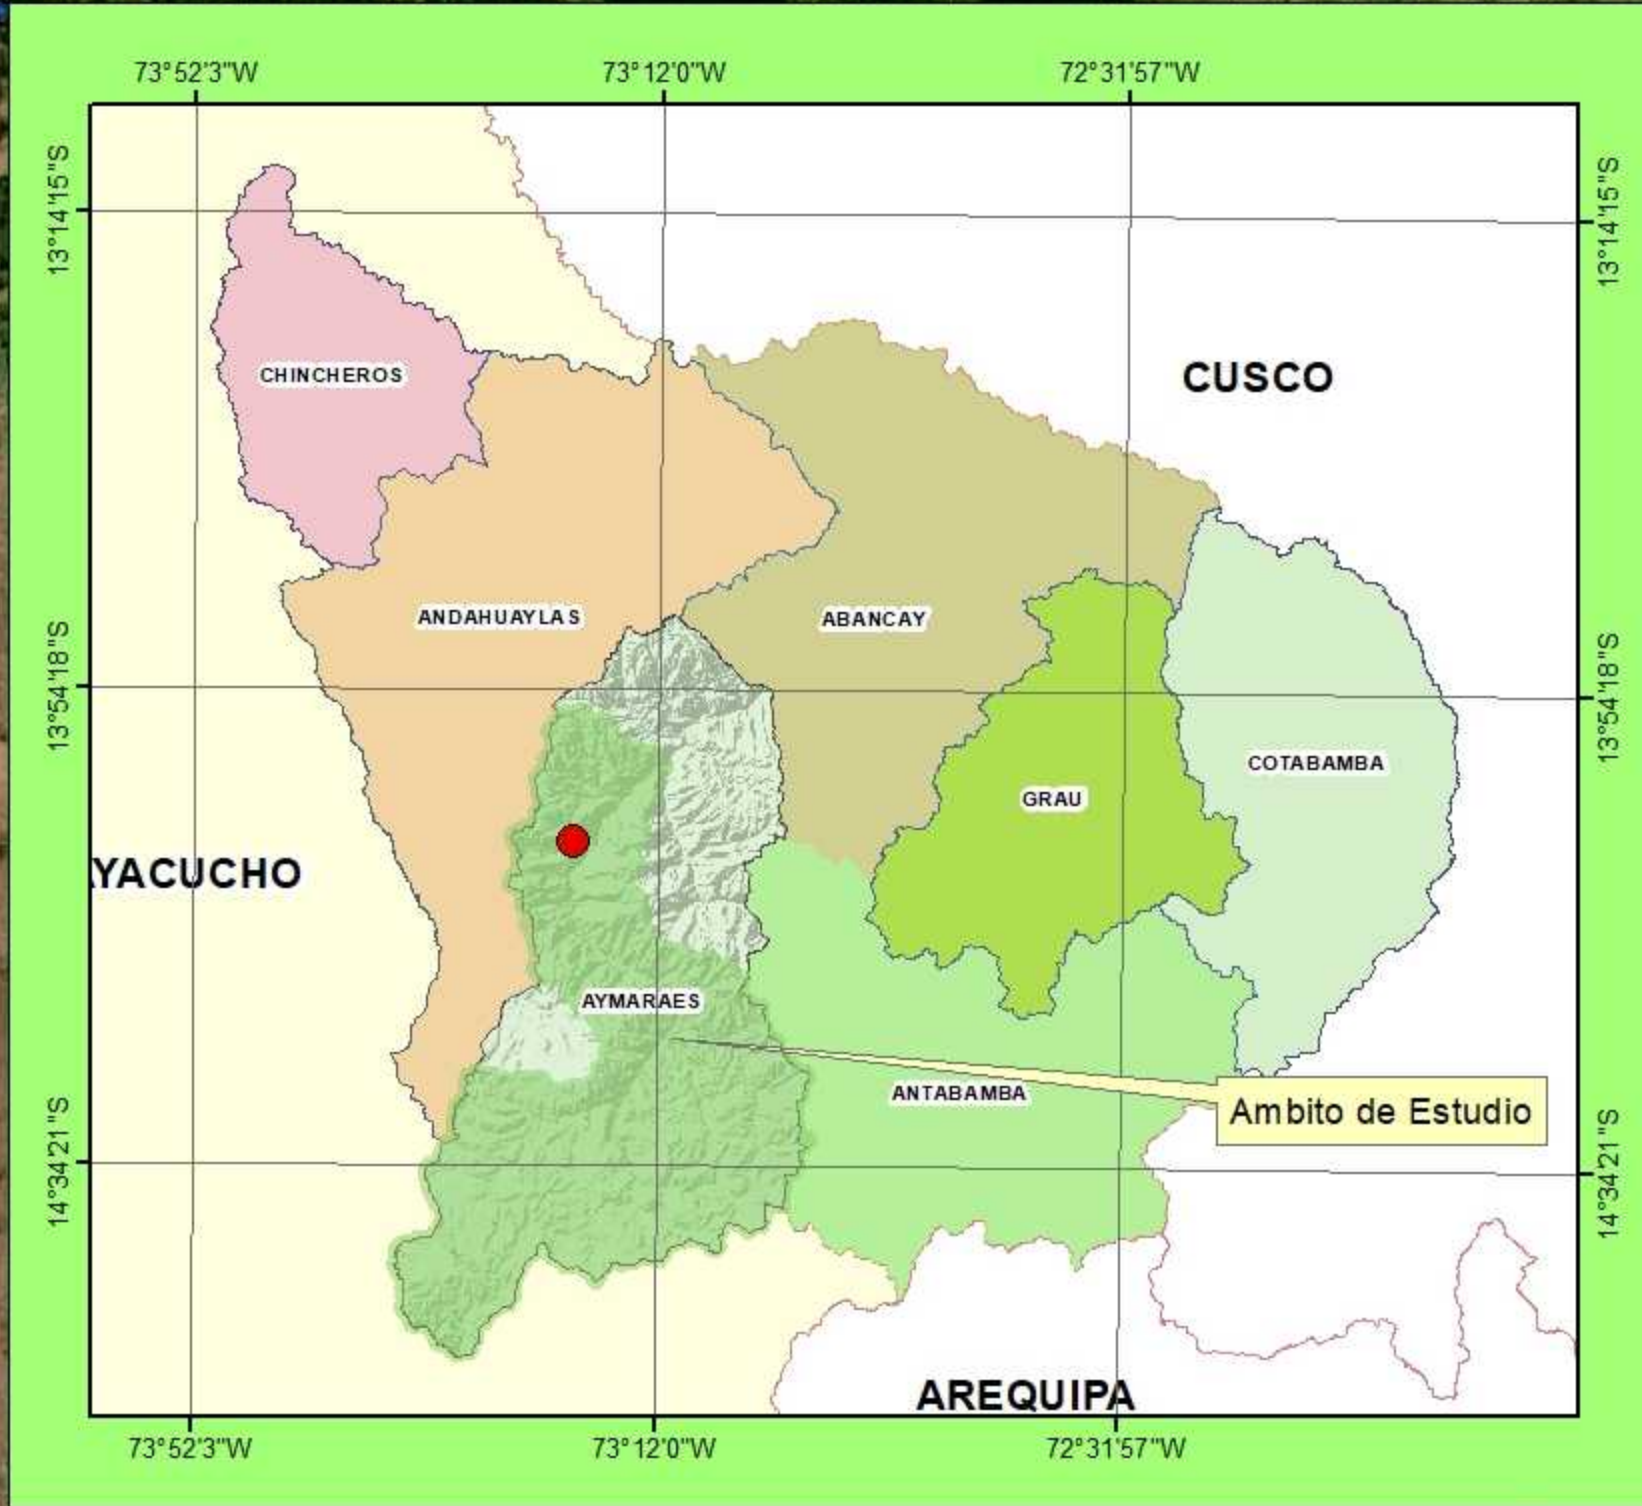 73°52'3"W
73°12'0"W
72°31'57"W
13°14'15"S
13°14'15"S
CHINCHEROS
CUSCO
ANDAHUAYLAS
ABANCAY
13°54'18"S
13°54'18"S
COTABAMBA
GRAU
YACUCHO
AYMARAES
ANTABAMBA
Ambito de Estudio
14°34'21"S
14°34'21"S
AREQUIPA
73°52'3"W
73°12'0"W
72°31'57"W